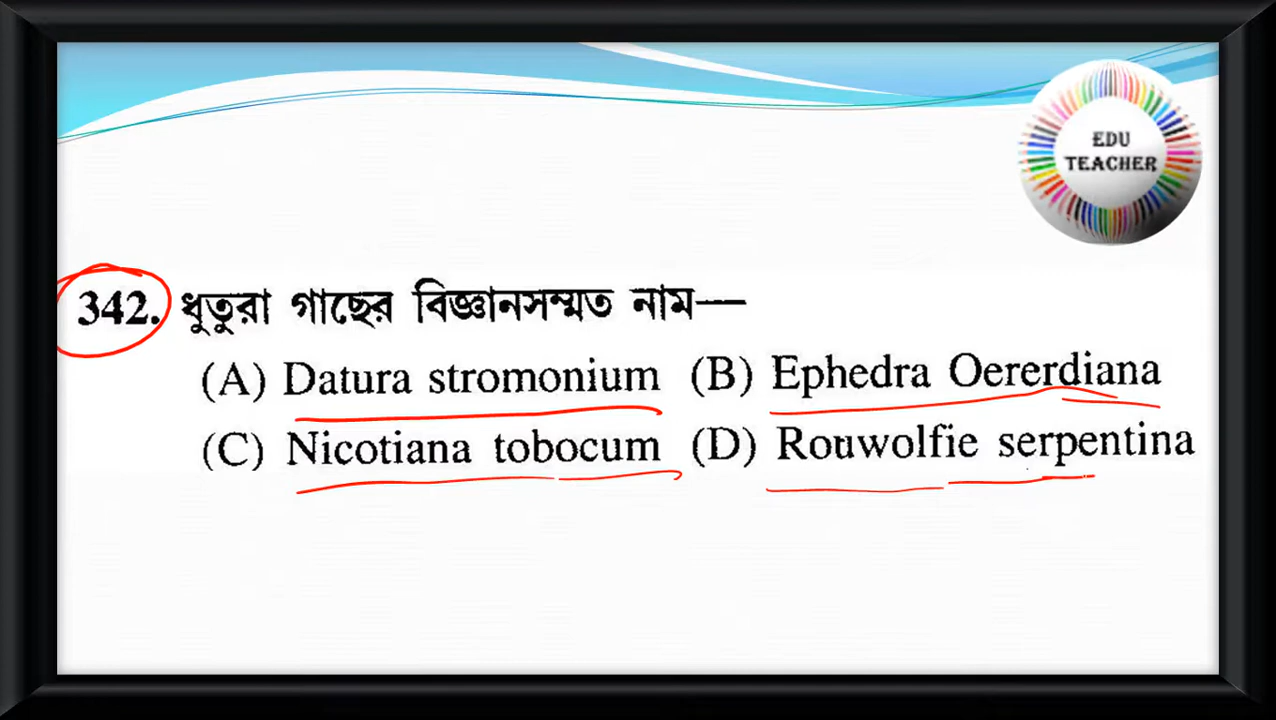 EDU
TEACHER
342. ধুতুরা গাছের বিজ্ঞানসম্মত নাম—
(A) Datura stromonium (B) Ephedra Oererdiana
(C) Nicotiana tobocum (D) Rouwolfie serpentina